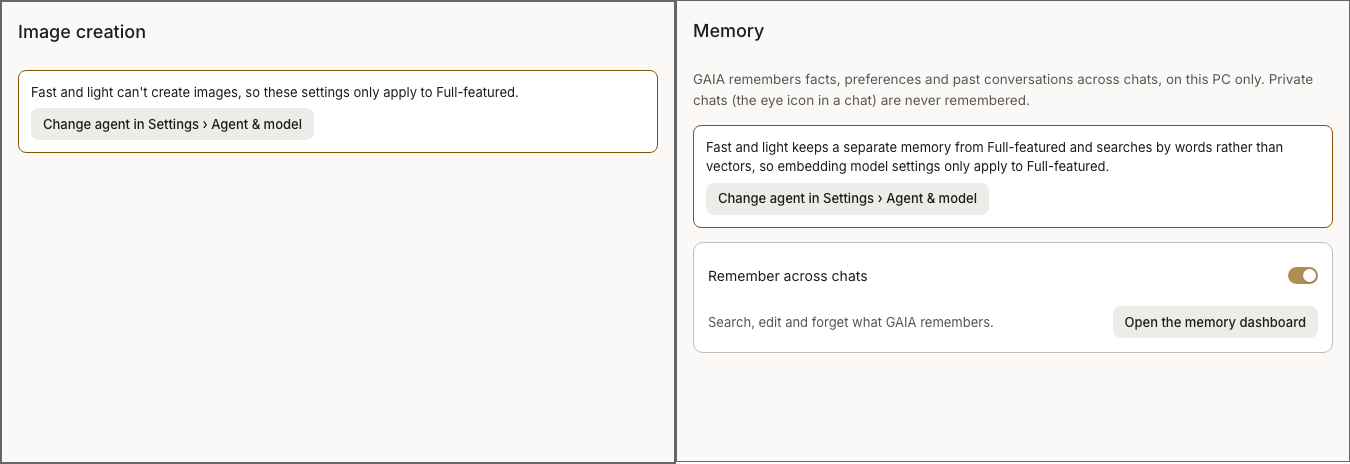 Image creation
Fast and light can't create images, so these settings only apply to Full-featured.
Change agent in Settings › Agent & model
Memory
GAIA remembers facts, preferences and past conversations across chats, on this PC only. Private
chats (the eye icon in a chat) are never remembered.
Fast and light keeps a separate memory from Full-featured and searches by words rather than
vectors, so embedding model settings only apply to Full-featured.
Change agent in Settings › Agent & model
Remember across chats
Search, edit and forget what GAIA remembers.
Open the memory dashboard